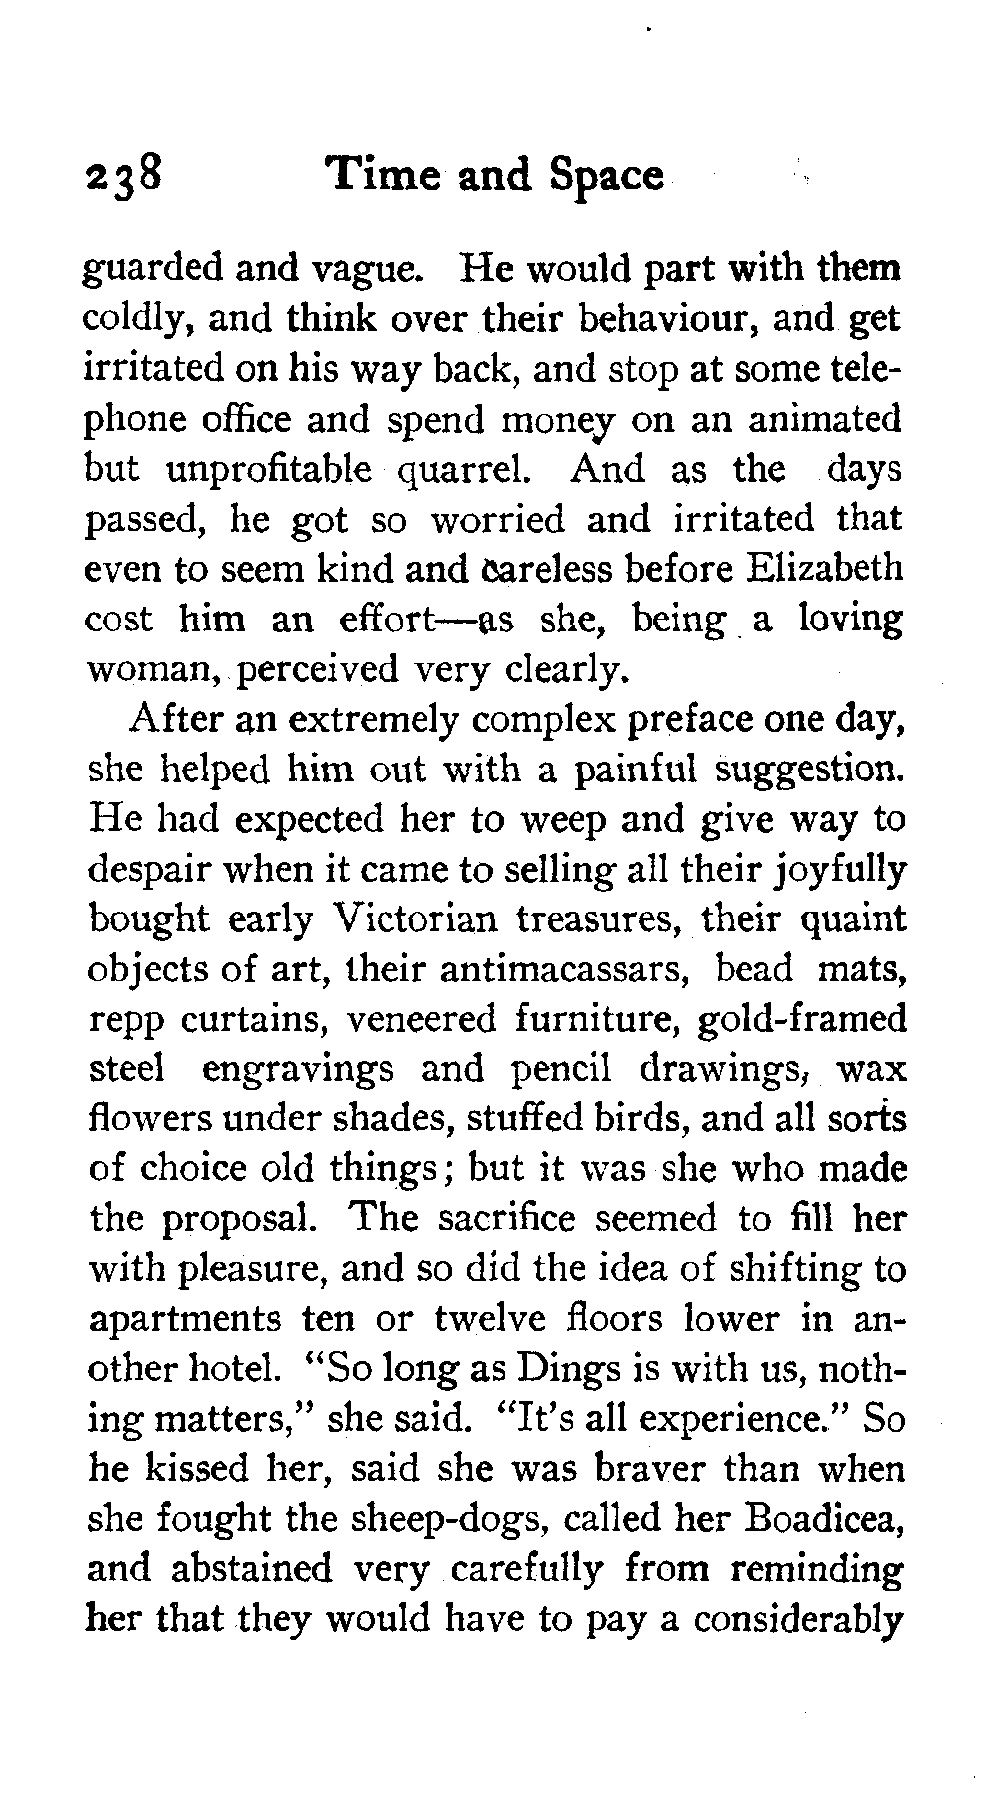 238 Time and Space
guarded and vague. He would part with them
coldly, and think over their behaviour, and get
irritated on his way back, and stop at some tele-
phone office and spend money on an animated
but unprofitable quarrel. And as the days
passed, he got so worried and irritated that
even to seem kind and careless before Elizabeth
cost him an effort—as she, being a loving
woman, perceived very clearly.
After an extremely complex preface one day,
she helped him out with a painful suggestion.
He had expected her to weep and give way to
despair when it came to selling all their joyfully
bought early Victorian treasures, their quaint
objects of art, their antimacassars, bead mats,
repp curtains, veneered furniture, gold-framed
steel engravings and pencil drawings, wax
flowers under shades, stuffed birds, and all sorts
of choice old things; but it was she who made
the proposal. The sacrifice seemed to fill her
with pleasure, and so did the idea of shifting to
apartments ten or twelve floors lower in an-
other hotel. "So long as Dings is with us, noth-
ing matters," she said. "It's all experience." So
he kissed her, said she was braver than when
she fought the sheep-dogs, called her Boadicea,
and abstained very carefully from reminding
her that they would have to pay a considerably